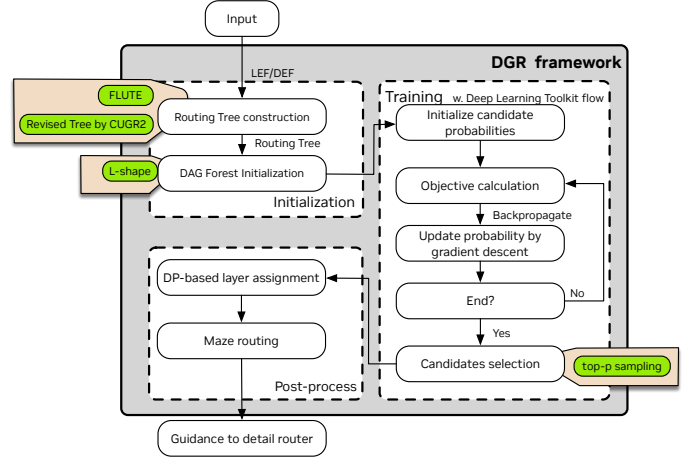 Input
DGR framework
LEF/DEF
FLUTE
Revised Tree by CUGR2
Routing Tree construction
Routing Tree
L-shape
DAG Forest Initialization
Initialization
Training w. Deep Learning Toolkit flow
Initialize candidate
probabilities
Objective calculation
Backpropagate
Update probability by
gradient descent
End?
No
Yes
Candidates selection
top-p sampling
DP-based layer assignment
Maze routing
Post-process
Guidance to detail router